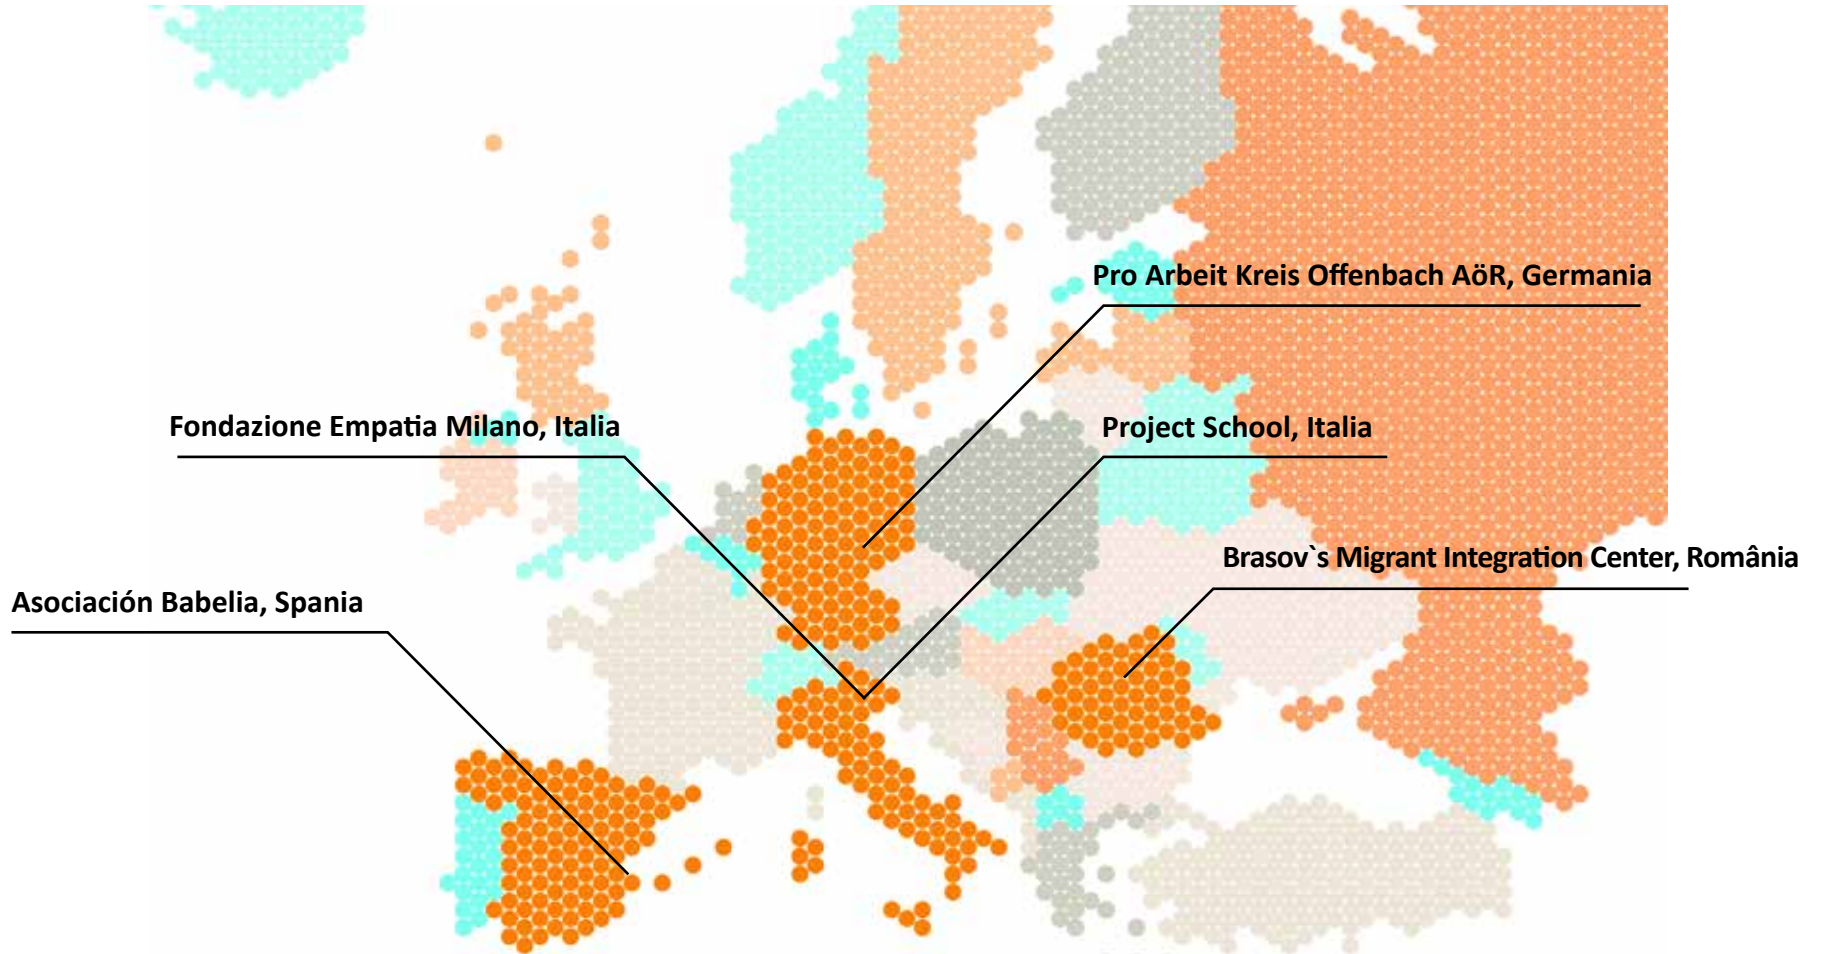 Pro Arbeit Kreis Offenbach AöR, Germania
Fondazione Empatia Milano, Italia
Project School, Italia
Brasov`s Migrant Integration Center, România
Asociación Babelia, Spania